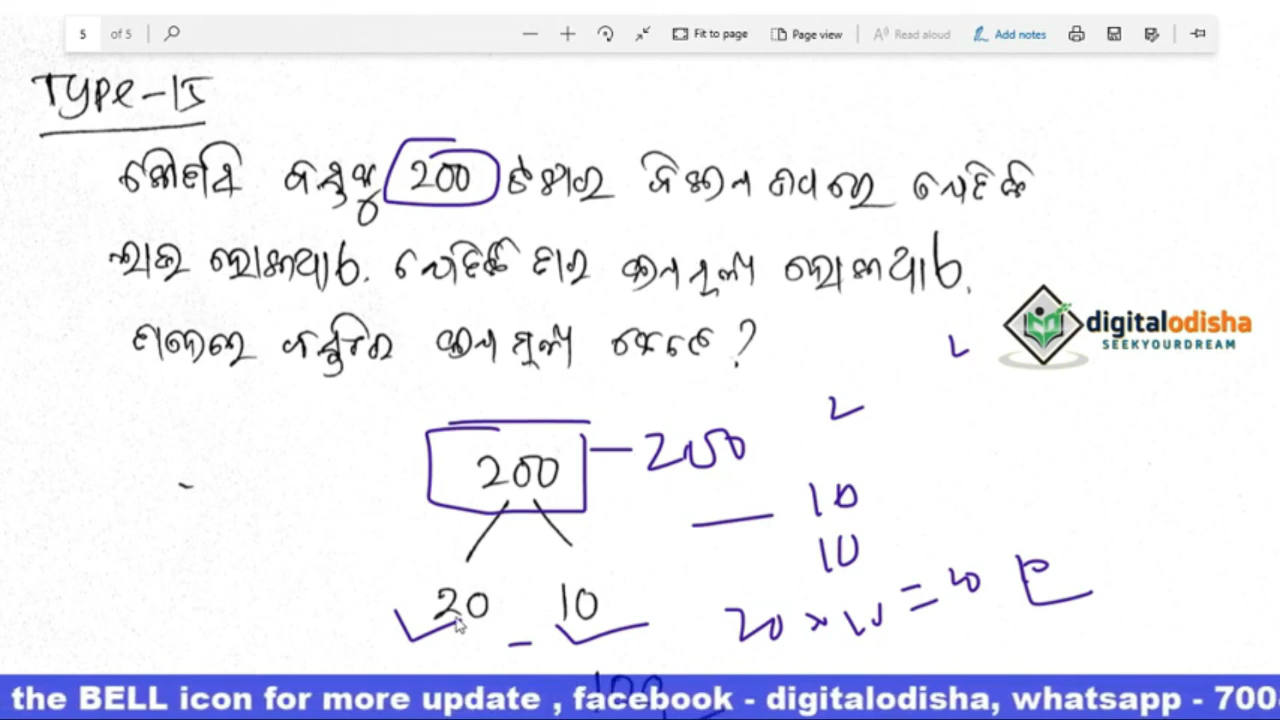 5 of 5 Fit to page Page view Read aloud Add notes
Type-15
କୌଣସି ବସ୍ତୁକୁ 200 ଟଙ୍କାର ବିକ୍ରୟ କଲେ ଯେତିକି
ଲାଭ ହୋଇଥାଏ. ସେତିକି ତାର କ୍ରୟମୂଲ୍ୟ ହୋଇଥାଏ.
ତାହେଲେ ବସ୍ତୁଟିର କ୍ରୟମୂଲ୍ୟ କେତେ ?
digitalodisha
SEEKYOURDREAM
200 — 200
10
10
20 10
20 × 10 =
the BELL icon for more update , facebook - digitalodisha, whatsapp - 700